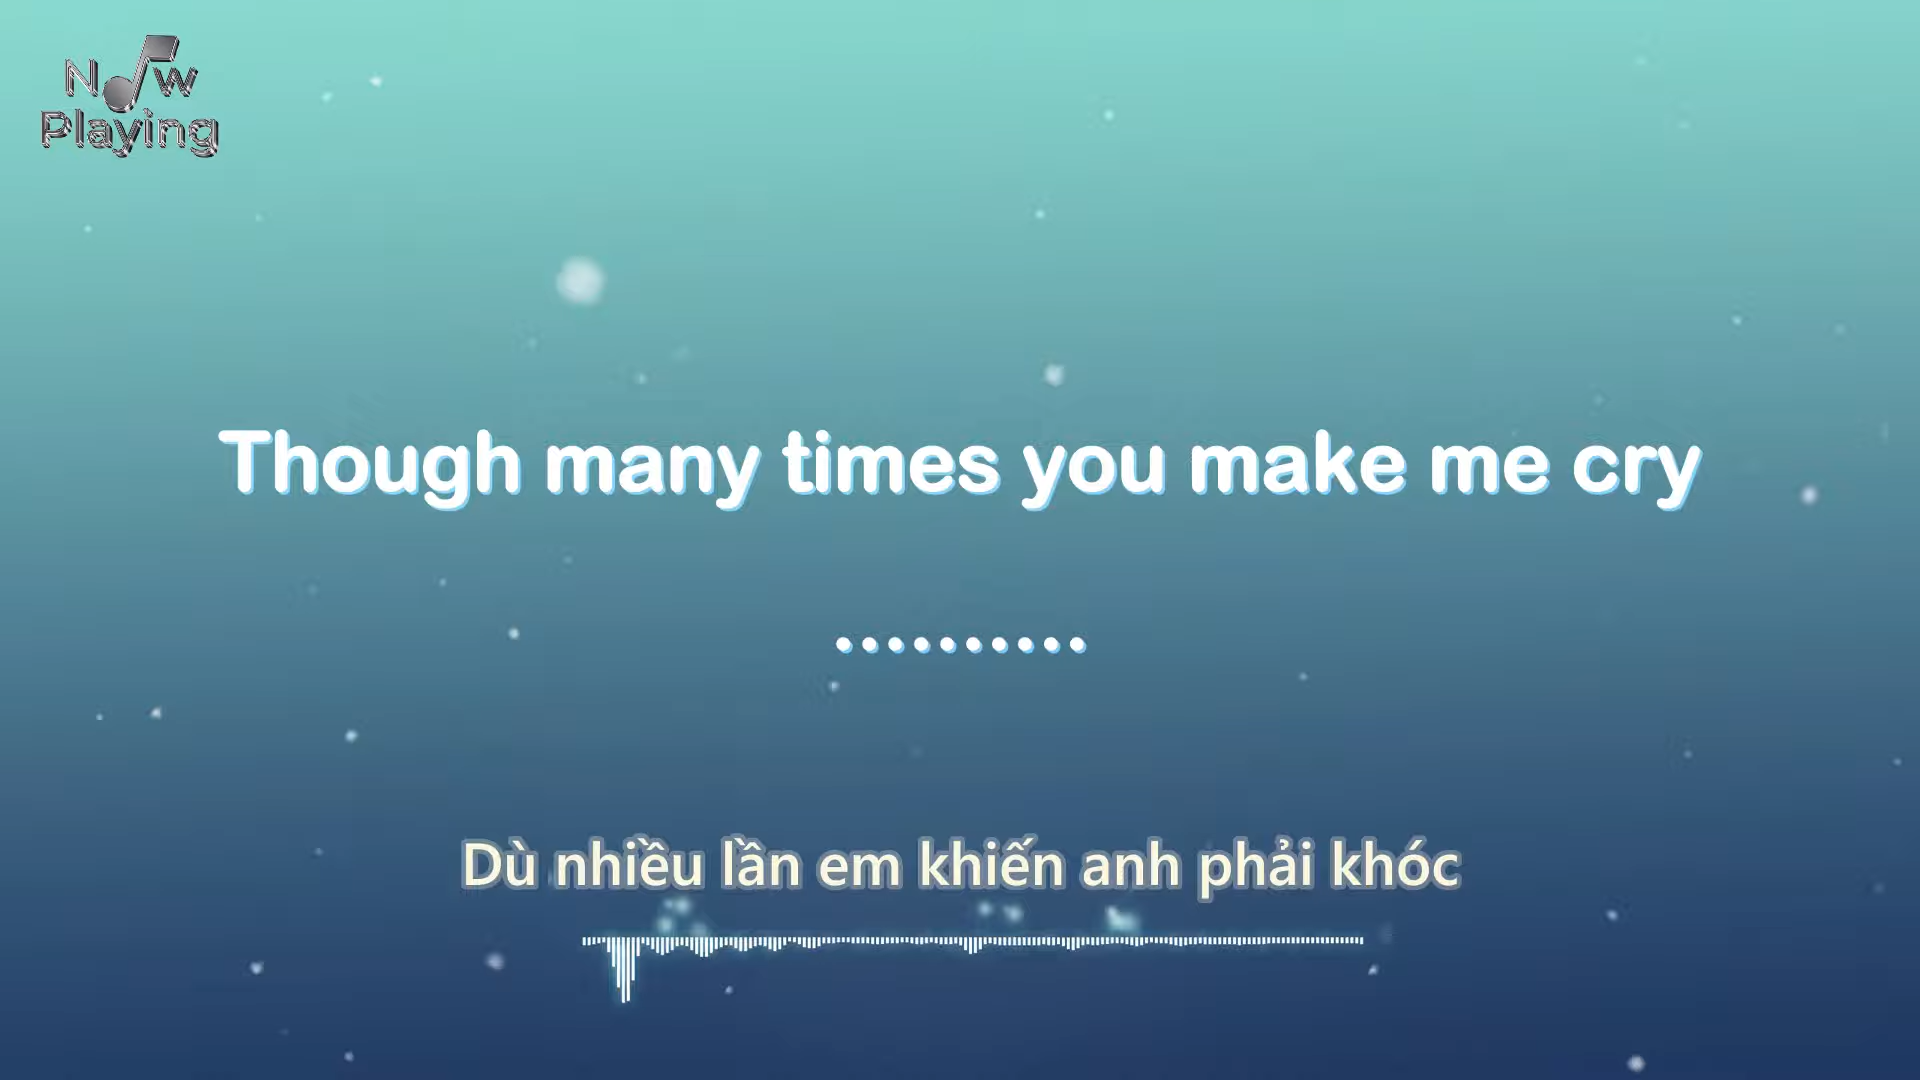 Now
Playing
Though many times you make me cry
..........
Dù nhiều lần em khiến anh phải khóc